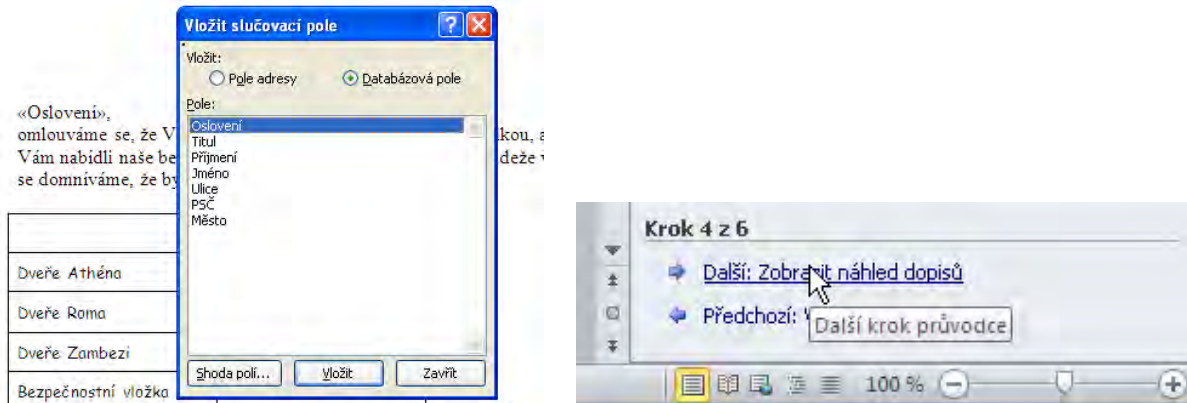 Vložit slučovací pole
Vložit:
Pole adresy
Databázová pole
Pole:
Oslovení
Titul
Příjmení
Jméno
Ulice
PSČ
Město
Shoda polí...
Vložit
Zavřít
«Oslovení»,
omlouváme se, že V
kou, a
Vám nabídli naše be
deže v
se domníváme, že by
Dveře Athéna
Dveře Roma
Dveře Zambezi
Bezpečnostní vložka
Krok 4 z 6
Další: Zobrazit náhled dopisů
Předchozí:
Další krok průvodce
100 %